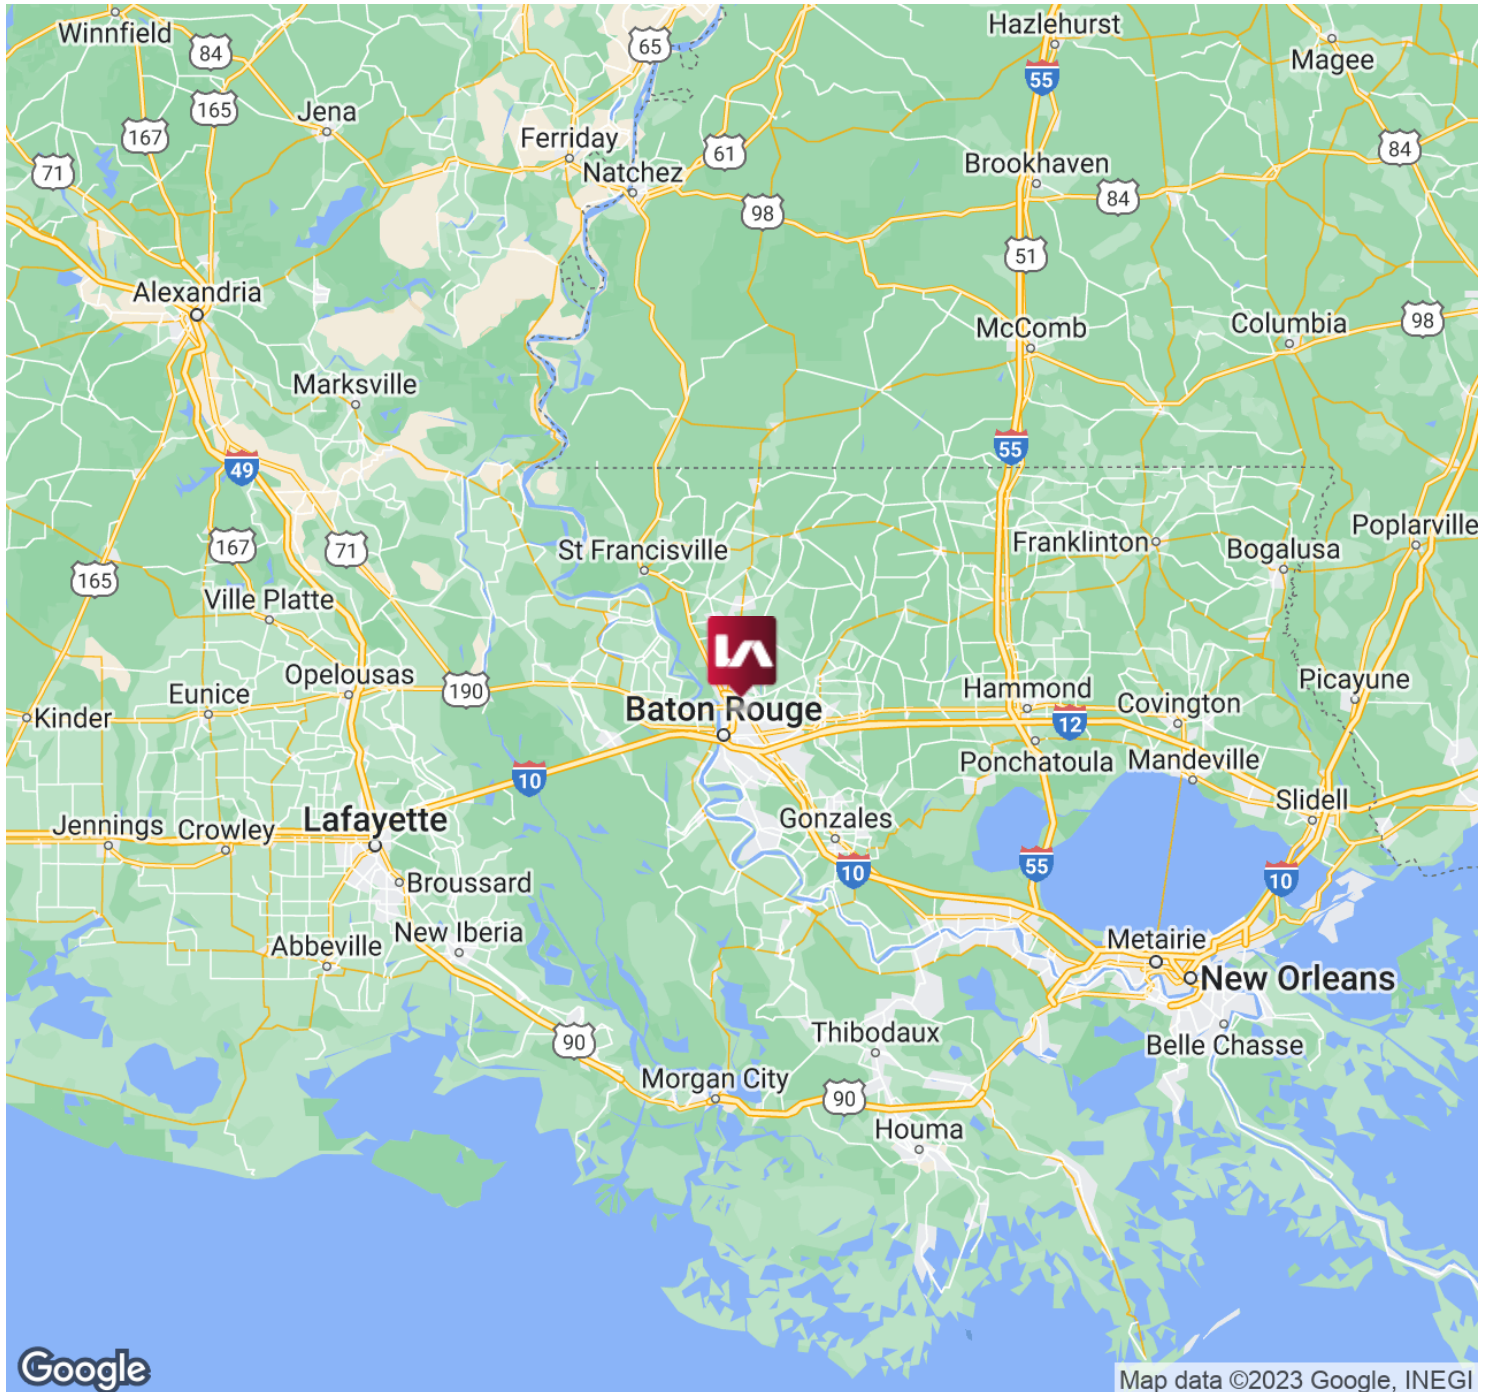 Winnfield
84
65
Hazlehurst
55
Magee
165
Jena
167
Ferriday
61
84
71
Natchez
Brookhaven
98
84
51
Alexandria
McComb
Columbia
98
Marksville
55
49
167
71
St Francisville
Franklinton
Bogalusa
Poplarville
165
Ville Platte
LA
Opelousas
190
Eunice
Kinder
Baton Rouge
Hammond
12
Covington
Picayune
10
Ponchatoula
Mandeville
Slidell
Jennings
Crowley
Lafayette
Gonzales
10
55
10
Broussard
Abbeville
New Iberia
Metairie
New Orleans
90
Thibodaux
Belle Chasse
Morgan City
90
Houma
Google
Map data ©2023 Google, INEGI